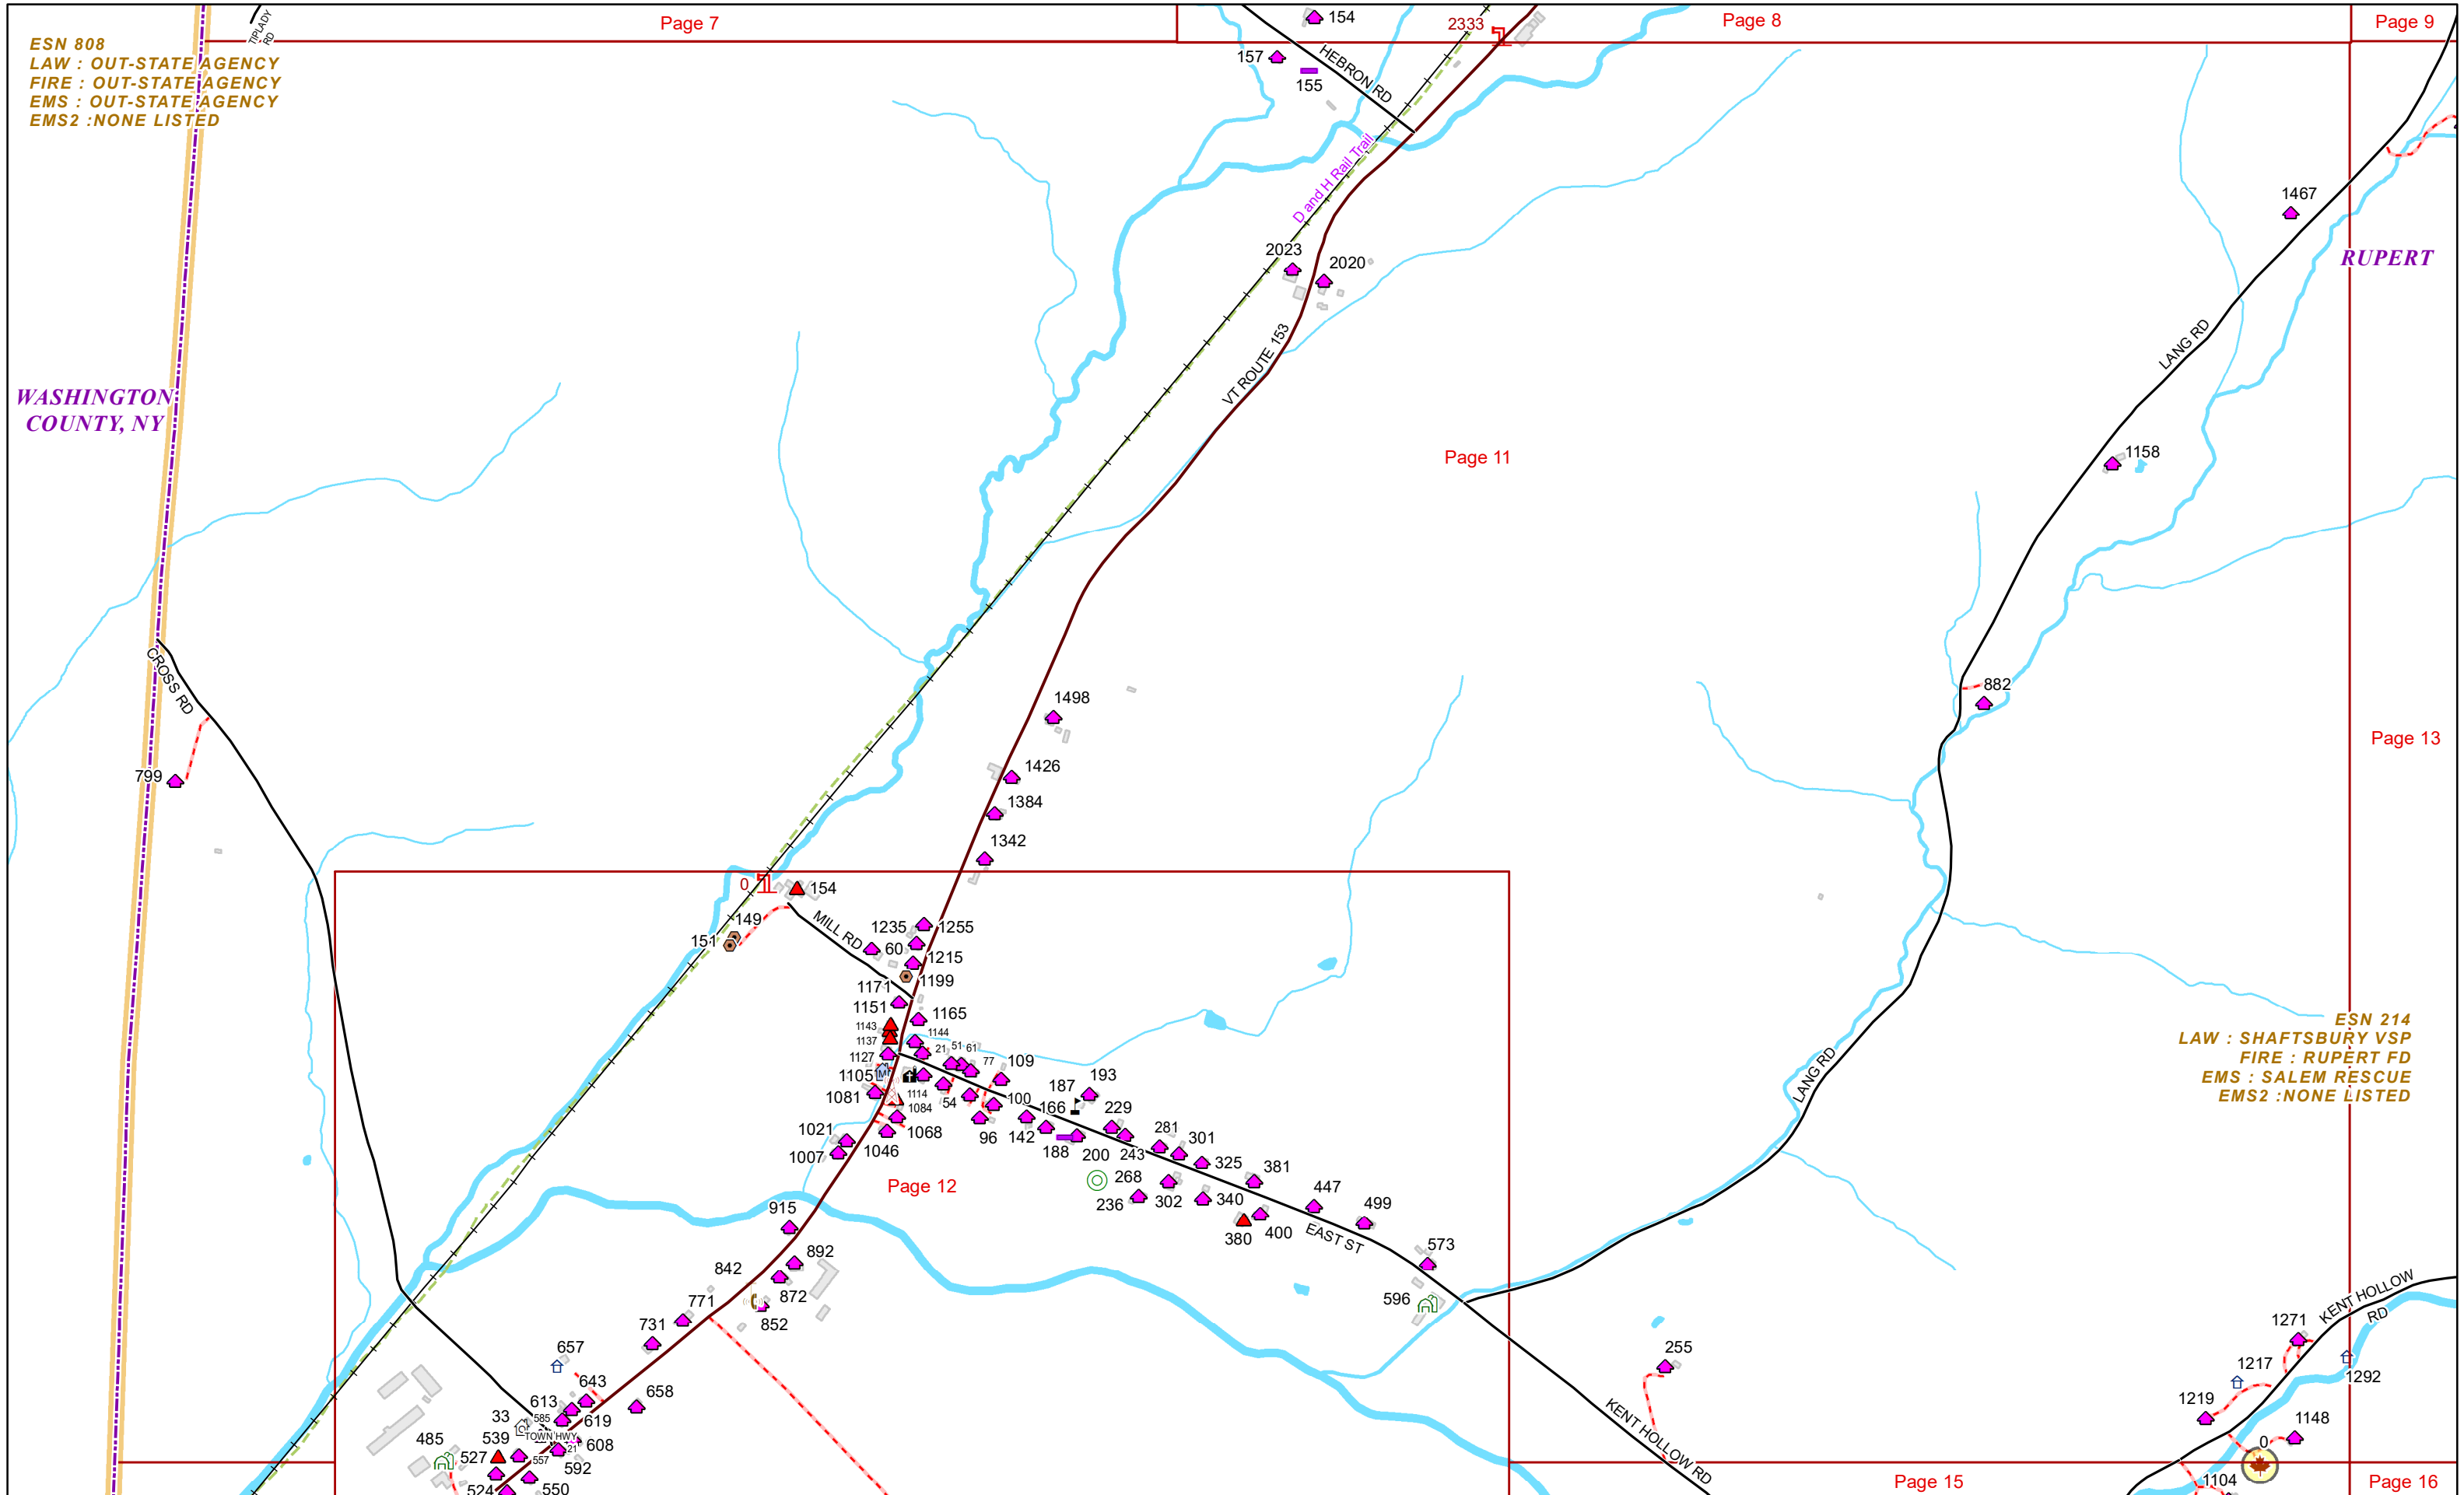 Page 7
Page 8
Page 9
TIPLADY
RD
ESN 808
LAW : OUT-STATE AGENCY
FIRE : OUT-STATE AGENCY
EMS : OUT-STATE AGENCY
EMS2 :NONE LISTED
154
2333
157
155
HEBRON RD
D and H Rail Trail
1467
RUPERT
2023
2020
VT ROUTE 153
LANG RD
WASHINGTON
COUNTY, NY
Page 11
1158
CROSS RD
882
1498
Page 13
799
1426
1384
1342
0
154
149
151
MILL RD
1235
1255
60
1215
1199
1171
1151
1165
1143
1137
1144
1127
21
51
61
77
109
1105
M
1081
1114
1084
54
100
187
193
166
229
1068
96
142
188
200
243
281
301
1021
1007
1046
325
381
268
236
302
340
447
499
380
400
EAST ST
573
596
Page 12
915
892
842
872
852
771
731
657
643
613
658
33
585
619
TOWN HWY
539
21
608
485
527
557
592
524
550
ESN 214
LAW : SHAFTSBURY VSP
FIRE : RUPERT FD
EMS : SALEM RESCUE
EMS2 :NONE LISTED
LANG RD
255
KENT HOLLOW RD
KENT HOLLOW
RD
1271
1217
1292
1219
1148
0
1104
Page 15
Page 16